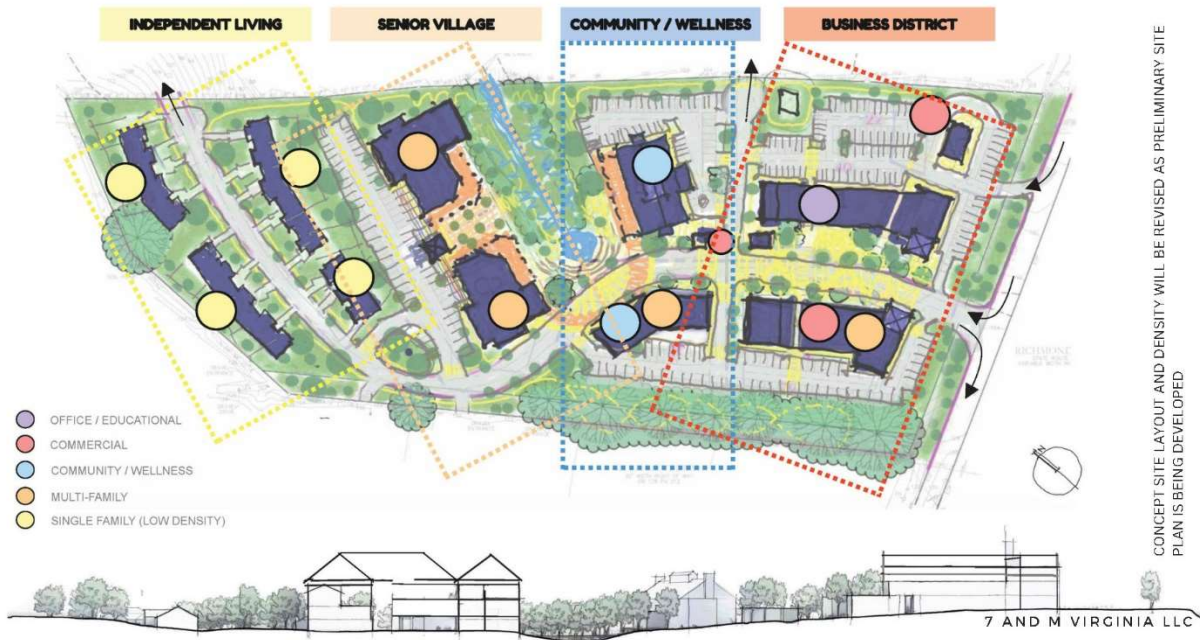 INDEPENDENT LIVING
SENIOR VILLAGE
COMMUNITY / WELLNESS
BUSINESS DISTRICT
RICHMOND
N
OFFICE / EDUCATIONAL
COMMERCIAL
COMMUNITY / WELLNESS
MULTI-FAMILY
SINGLE FAMILY (LOW DENSITY)
CONCEPT SITE LAYOUT AND DENSITY WILL BE REVISED AS PRELIMINARY SITE
PLAN IS BEING DEVELOPED
7 AND M VIRGINIA LLC